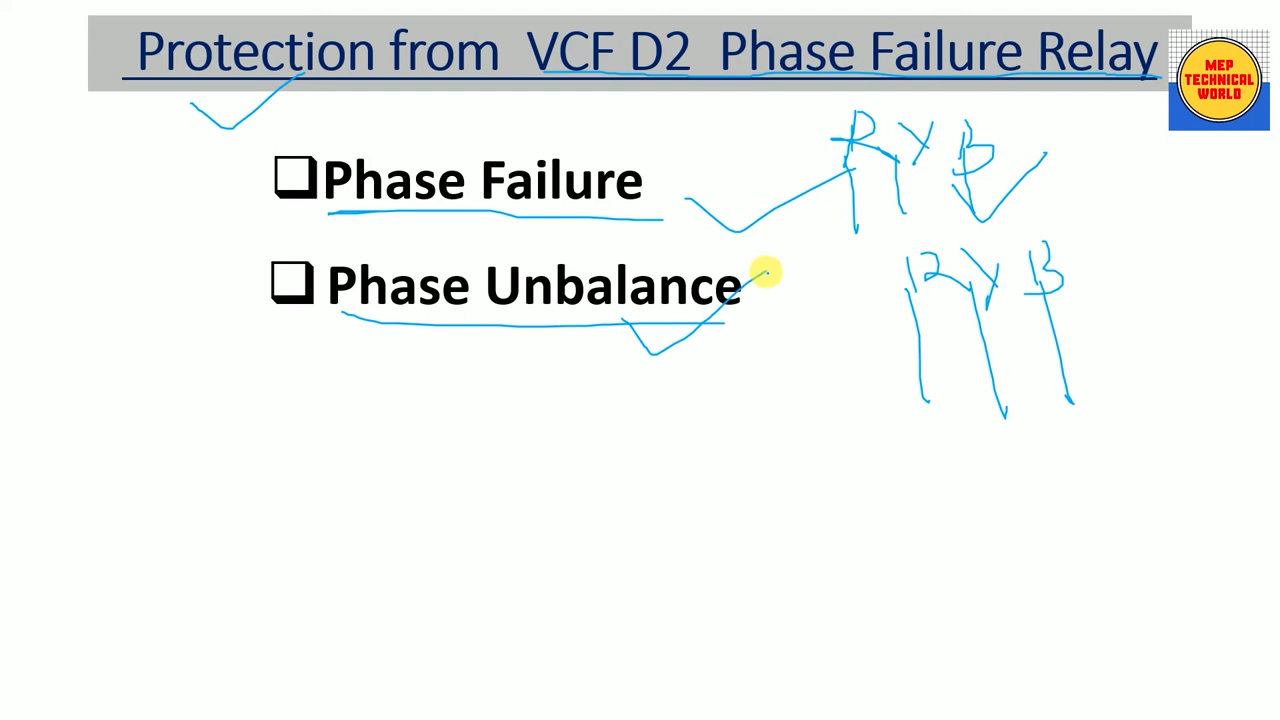 Protection from VCF D2 Phase Failure Relay
MEP
TECHNICAL
WORLD
Phase Failure
R Y B
Phase Unbalance
R Y B